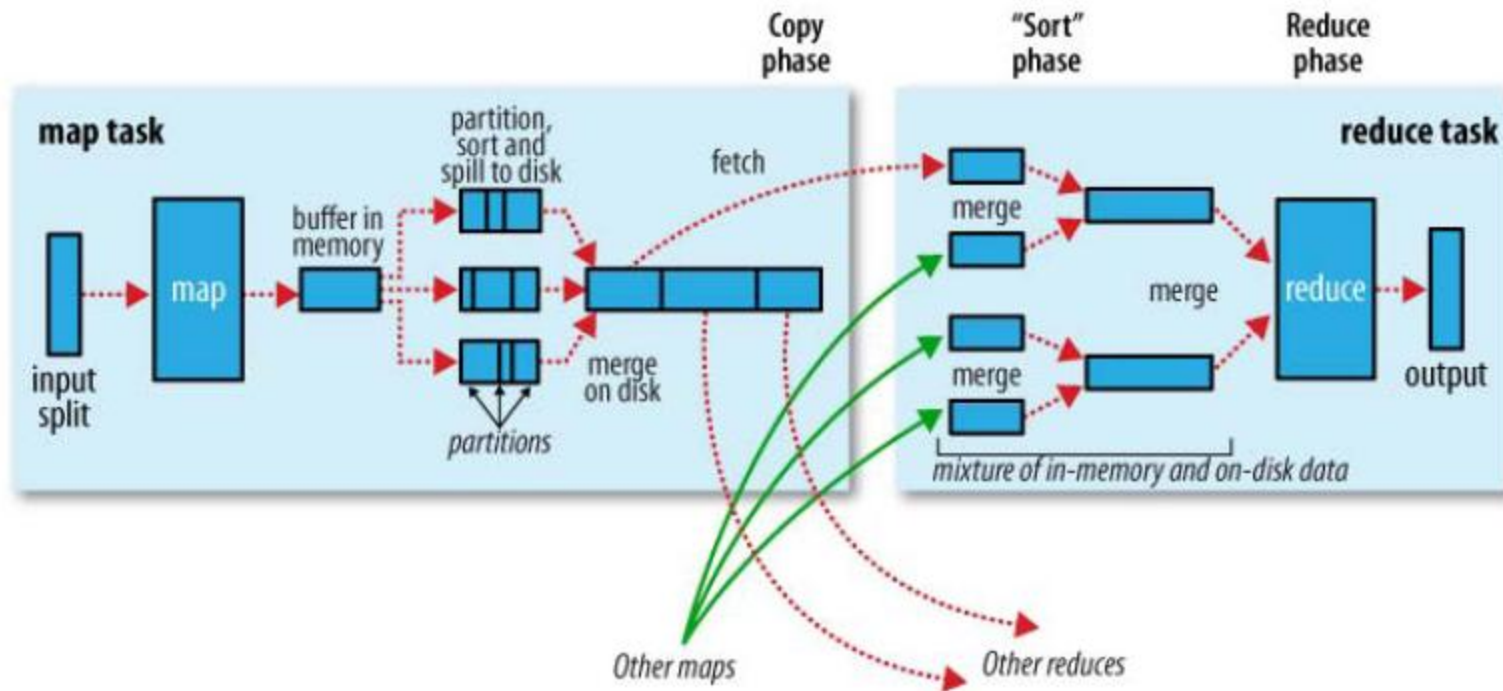 Copy
phase
“Sort”
phase
Reduce
phase
map task
partition,
sort and
spill to disk
fetch
reduce task
buffer in
memory
merge
map
merge
reduce
input
split
merge
on disk
merge
output
partitions
mixture of in-memory and on-disk data
Other maps
Other reduces